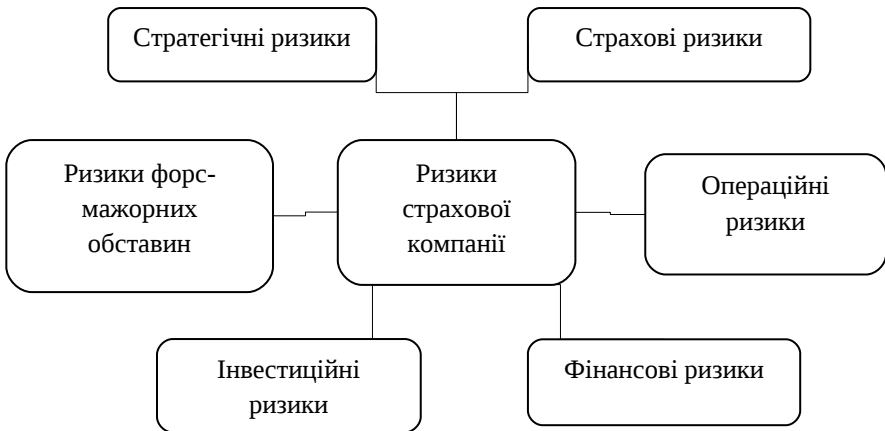 Стратегічні ризики
Страхові ризики
Ризики форс-
мажорних
обставин
Ризики
страхової
компанії
Операційні
ризики
Інвестиційні
ризики
Фінансові ризики